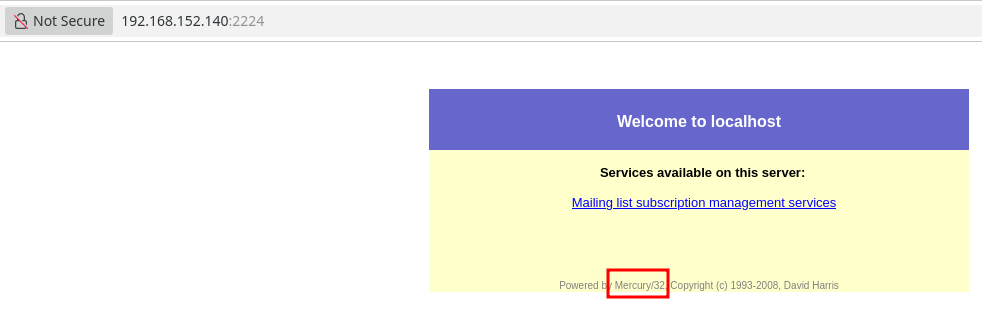 Not Secure 192.168.152.140:2224
Welcome to localhost
Services available on this server:
Mailing list subscription management services
Powered by Mercury/32, Copyright (c) 1993-2008, David Harris